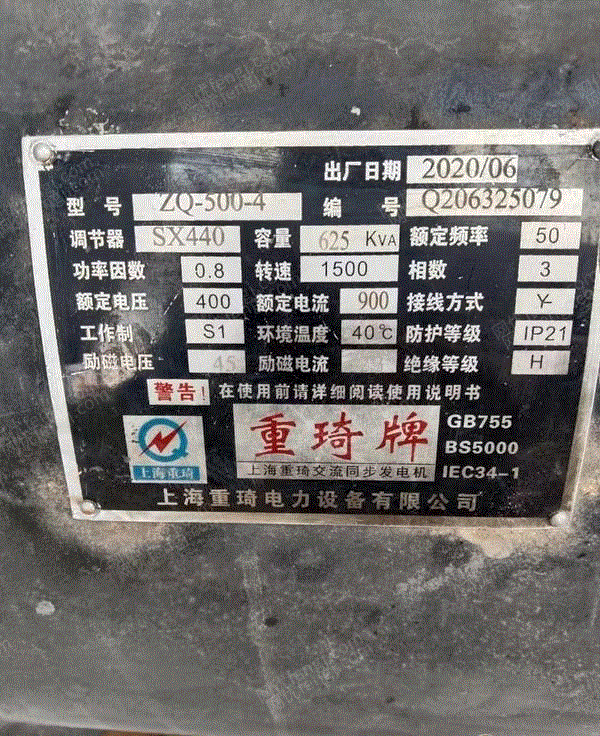 出厂日期 2020/06
型号 ZQ-500-4 编号 Q206325079
调节器 SX440 容量 625 KVA 额定频率 50
功率因数 0.8 转速 1500 相数 3
额定电压 400 额定电流 900 接线方式 Y-
工作制 S1 环境温度 40℃ 防护等级 IP21
励磁电压 45 励磁电流 绝缘等级 H
警告! 在使用前请详细阅读使用说明书
重琦牌 GB755
BS5000
上海重琦 上海重琦交流同步发电机 IEC34-1
上海重琦电力设备有限公司